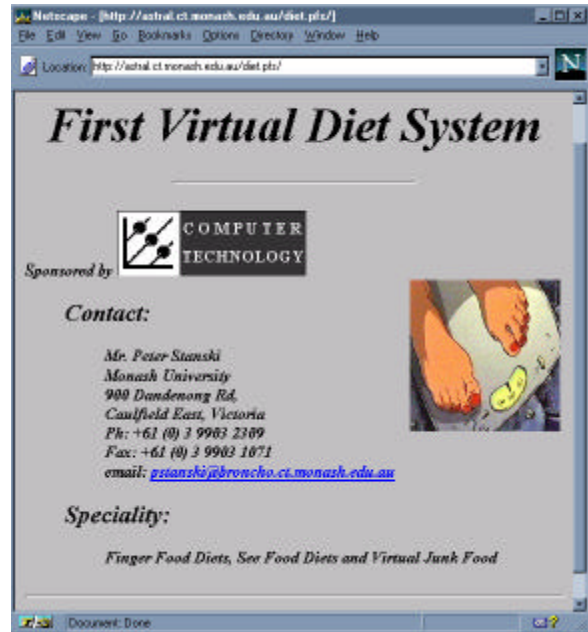 Netscape - [http://astral.ct.monash.edu.au/diet.pfs/]
File Edit View Go Bookmarks Options Directory Window Help
Location: http://astral.ct.monash.edu.au/diet.pfs/
N
First Virtual Diet System
COMPUTER
TECHNOLOGY
Sponsored by
Contact:
Mr. Peter Stanski
Monash University
900 Dandenong Rd,
Caulfield East, Victoria
Ph: +61 (0) 3 9903 2309
Fax: +61 (0) 3 9903 1071
email: pstanski@broncho.ct.monash.edu.au
Speciality:
Finger Food Diets, See Food Diets and Virtual Junk Food
Document: Done